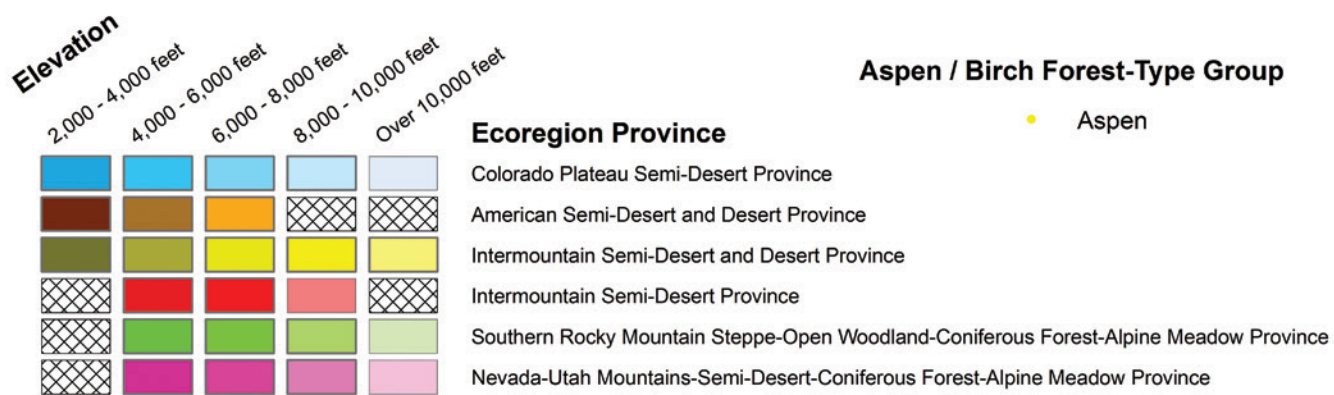 Elevation
2,000 - 4,000 feet
4,000 - 6,000 feet
6,000 - 8,000 feet
8,000 - 10,000 feet
Over 10,000 feet
Ecoregion Province
Colorado Plateau Semi-Desert Province
American Semi-Desert and Desert Province
Intermountain Semi-Desert and Desert Province
Intermountain Semi-Desert Province
Southern Rocky Mountain Steppe-Open Woodland-Coniferous Forest-Alpine Meadow Province
Nevada-Utah Mountains-Semi-Desert-Coniferous Forest-Alpine Meadow Province
Aspen / Birch Forest-Type Group
Aspen